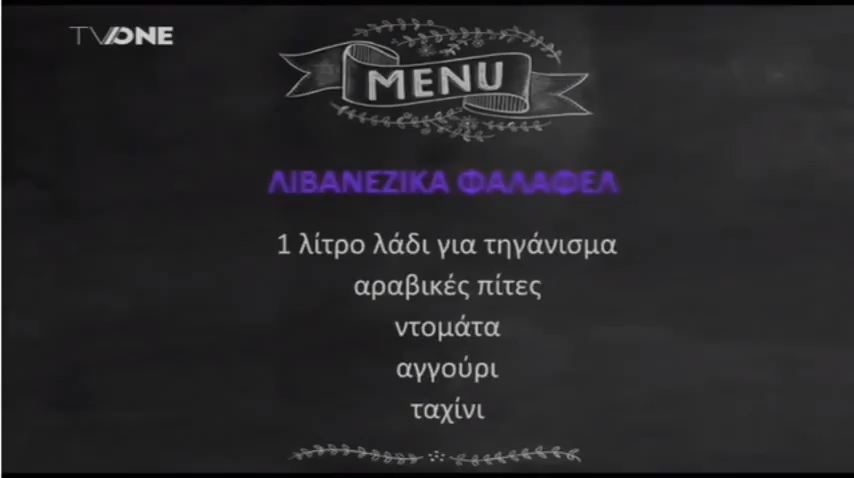 TVONE
MENU
ΛΙΒΑΝΕΖΙΚΑ ΦΑΛΑΦΕΛ
1 λίτρο λάδι για τηγάνισμα
αραβικές πίτες
ντομάτα
αγγούρι
ταχίνι